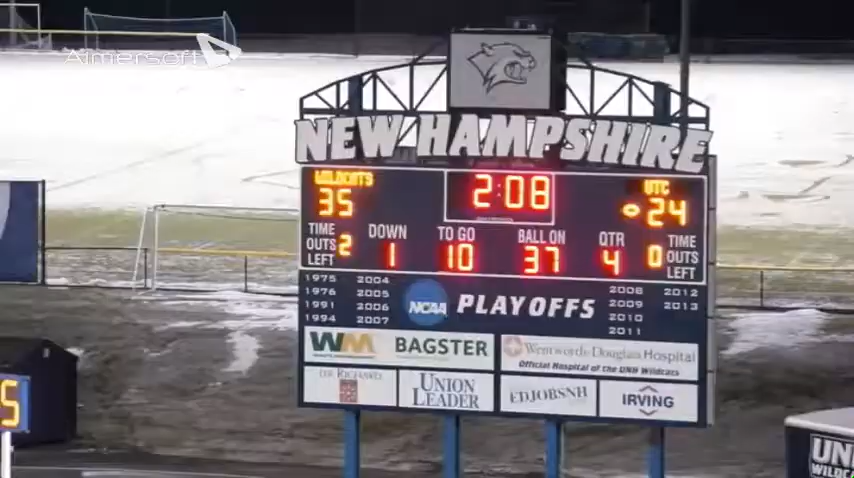 Aimersoft
NEW HAMPSHIRE
WILDCATS 2:08 UTC
35 24
TIME OUTS LEFT 2 DOWN 1 TO GO 10 BALL ON 37 QTR 4 0 TIME OUTS LEFT
1975 2004 2008 2012
1976 2005 2009 2013
1991 2006 2010
1994 2007 2011
NCAA PLAYOFFS
WM BAGSTER Wentworth-Douglass Hospital
Official Hospital of the UNH Wildcats
UNION LEADER EDJOBSNH IRVING
5
UNH
WILDCA